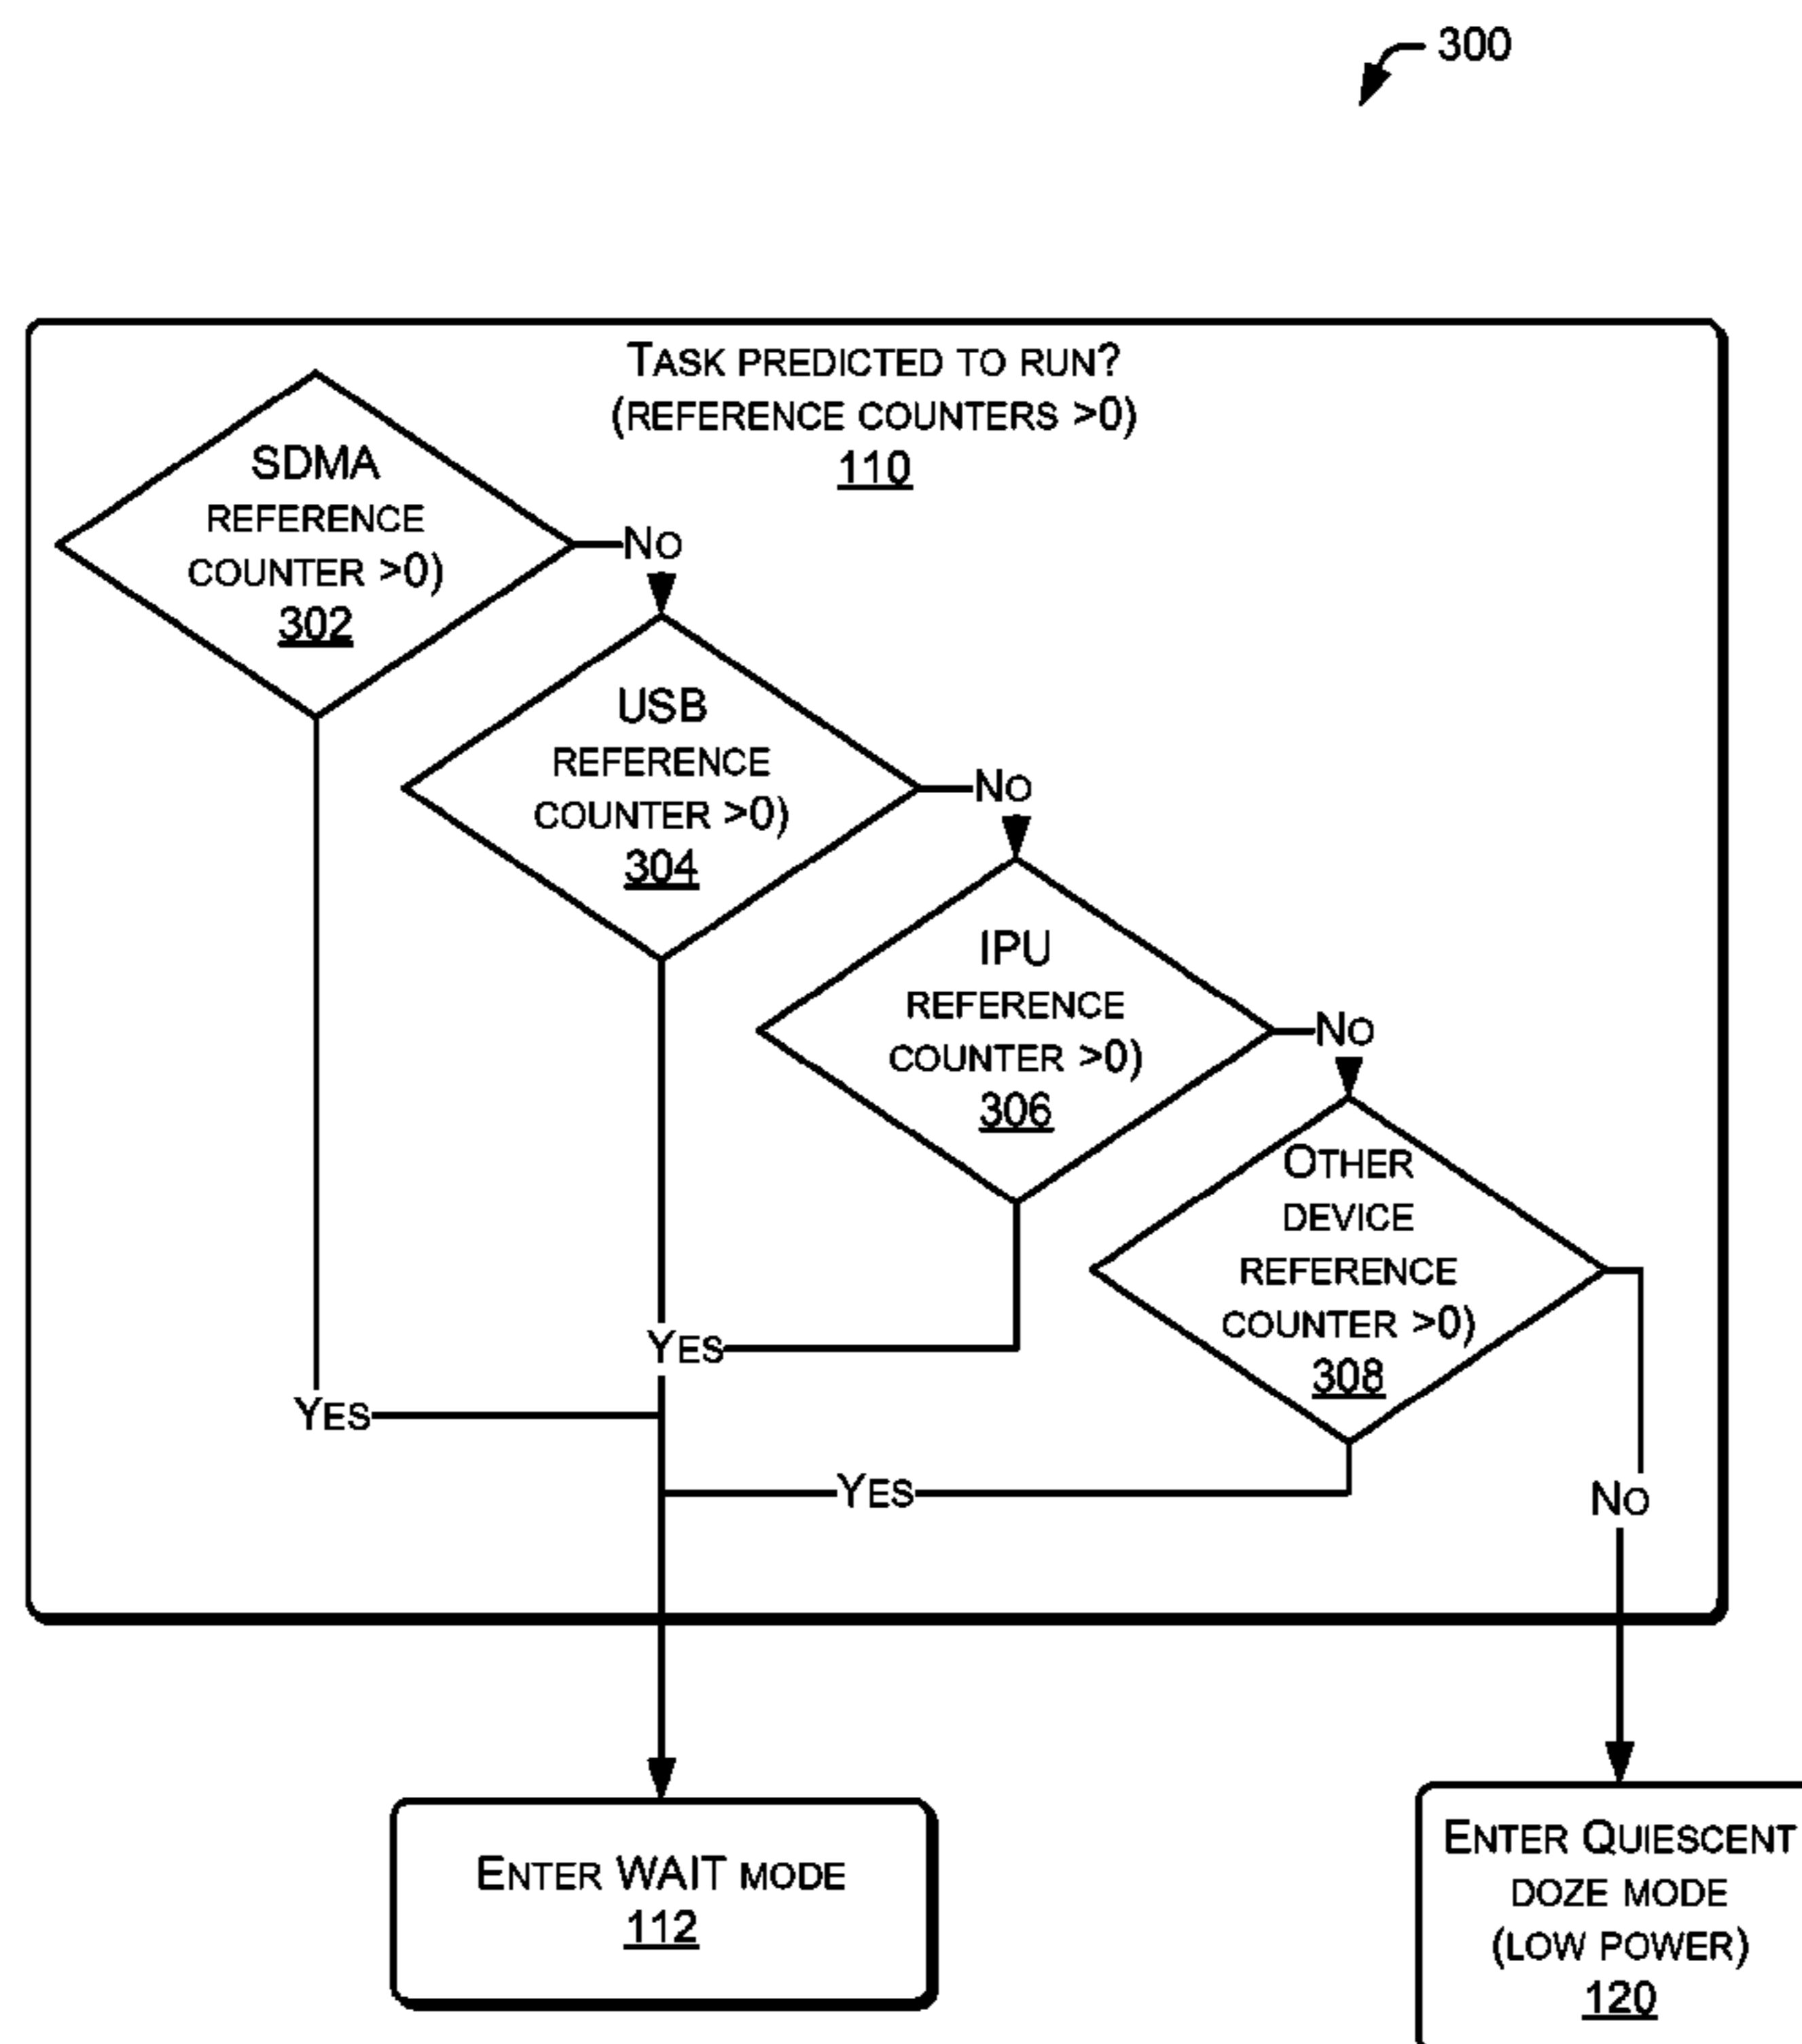 300
TASK PREDICTED TO RUN?
(REFERENCE COUNTERS >0)
110
SDMA
REFERENCE
COUNTER >0)
302
NO
USB
REFERENCE
COUNTER >0)
304
NO
IPU
REFERENCE
COUNTER >0)
306
NO
OTHER
DEVICE
REFERENCE
COUNTER >0)
308
YES
YES
YES
NO
ENTER WAIT MODE
112
ENTER QUIESCENT
DOZE MODE
(LOW POWER)
120